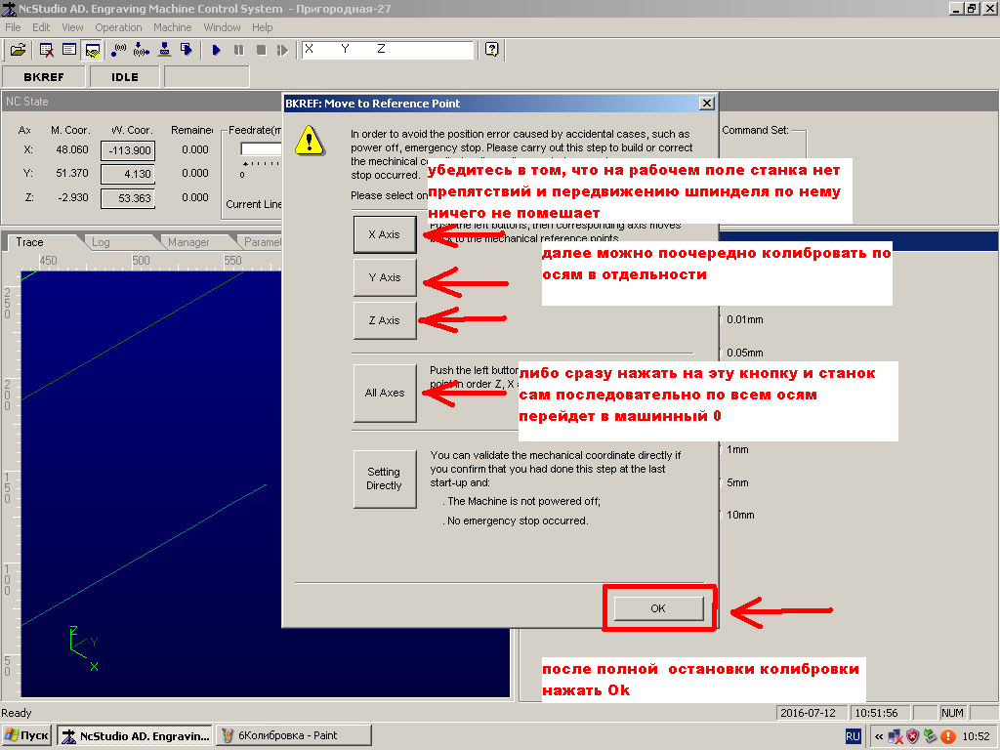 NcStudio AD. Engraving Machine Control System - Пригородная-27
File Edit View Operation Machine Window Help
X Y Z
BKREF IDLE
NC State
BKREF: Move to Reference Point
Ax M. Coor. W. Coor. Remaine Feedrate(m
X: 48.060 -113.900 0.000
Y: 51.370 4.130 0.000
Z: -2.930 53.363 0.000
0
Current Line
Command Set:
In order to avoid the position error caused by accidental cases, such as
power off, emergency stop. Please carry out this step to build or correct
the mechinical
stop occurred.
Please select on
убедитесь в том, что на рабочем поле станка нет
препятствий и передвижению шпинделя по нему
ничего не помешает
Push the left buttons, then corresponding axis moves
back to the mechanical reference points.
X Axis
Y Axis
Z Axis
далее можно поочередно колибровать по
осям в отдельности
Trace Log Manager Paramet
450 500 550
250
200
150
100
50
0.01mm
0.05mm
1mm
5mm
10mm
All Axes
Push the left button
point in order Z, X
либо сразу нажать на эту кнопку и станок
сам последовательно по всем осям
перейдет в машинный 0
Setting
Directly
You can validate the mechanical coordinate directly if
you confirm that you had done this step at the last
start-up and:
. The Machine is not powered off;
. No emergency stop occurred.
OK
Z
Y
X
после полной остановки колибровки
нажать Ok
Ready 2016-07-12 10:51:56 NUM
Пуск NcStudio AD. Engravin... 6Колибровка - Paint RU « 10:52